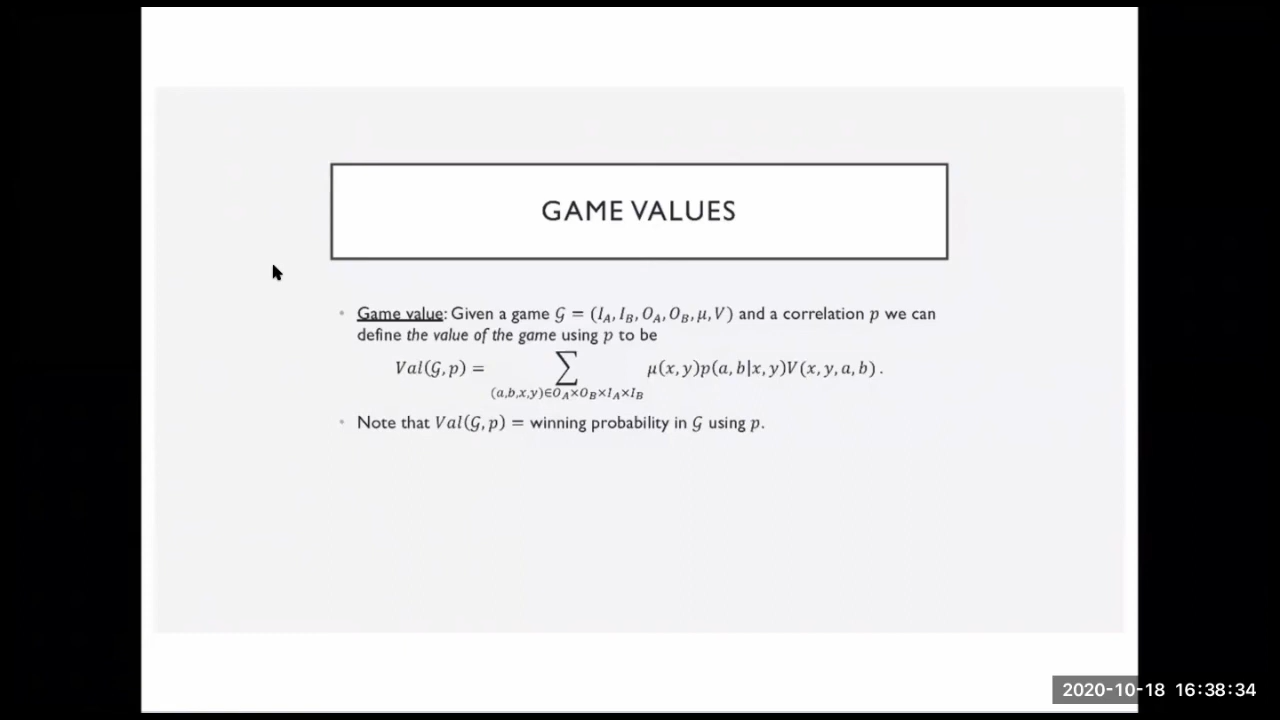 GAME VALUES
• Game value: Given a game 𝒢 = (I_A, I_B, O_A, O_B, μ, V) and a correlation p we can
define the value of the game using p to be
Val(𝒢, p) = ∑ μ(x, y)p(a, b|x, y)V(x, y, a, b) .
(a,b,x,y)∈O_A×O_B×I_A×I_B
• Note that Val(𝒢, p) = winning probability in 𝒢 using p.
2020-10-18 16:38:34